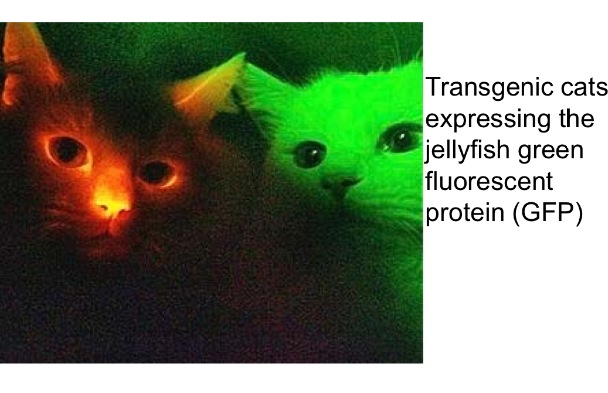 Transgenic cats
expressing the
jellyfish green
fluorescent
protein (GFP)